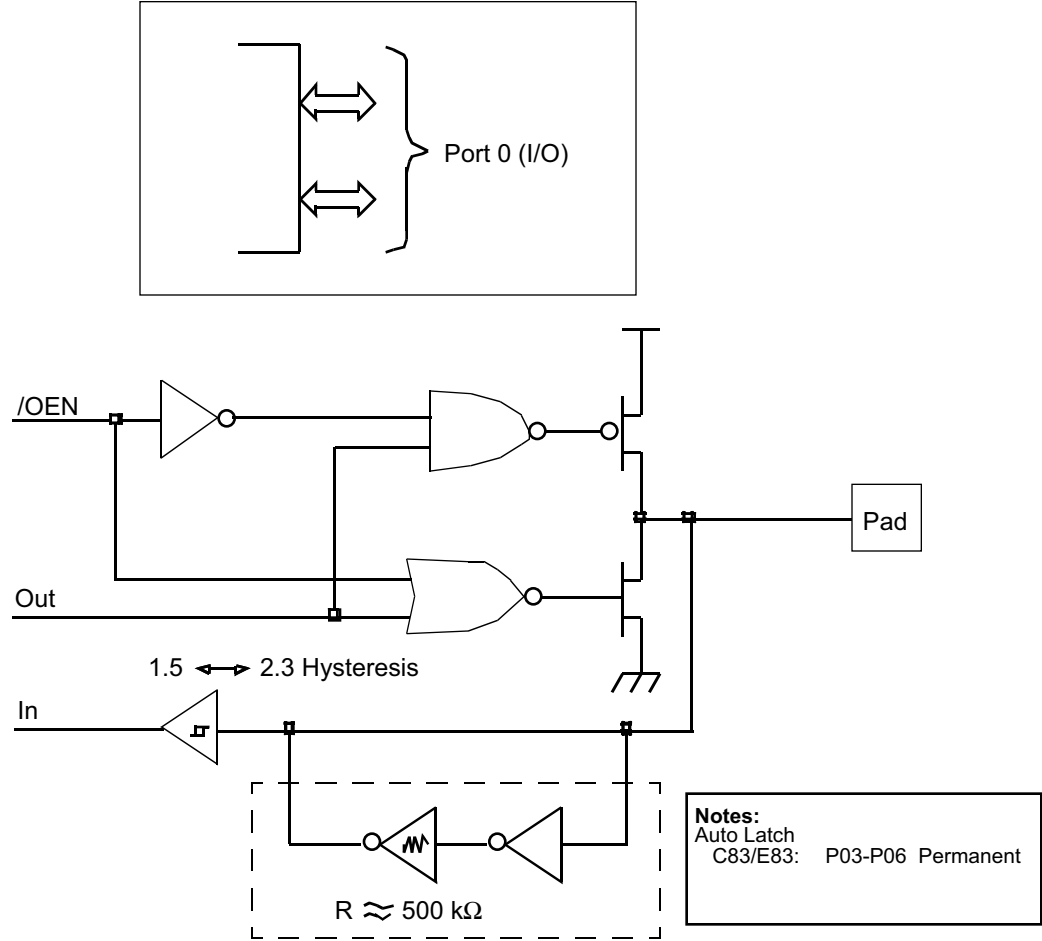 Port 0 (I/O)
/OEN
Pad
Out
1.5 2.3 Hysteresis
In
Notes:
Auto Latch
C83/E83: P03-P06 Permanent
R ≈ 500 kΩ